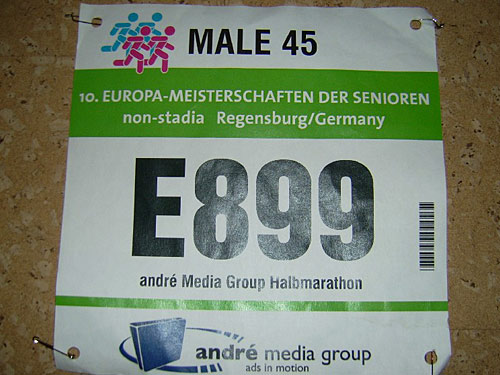 MALE 45
10. EUROPA-MEISTERSCHAFTEN DER SENIOREN
non-stadia Regensburg/Germany
E899
andré Media Group Halbmarathon
andré media group
ads in motion